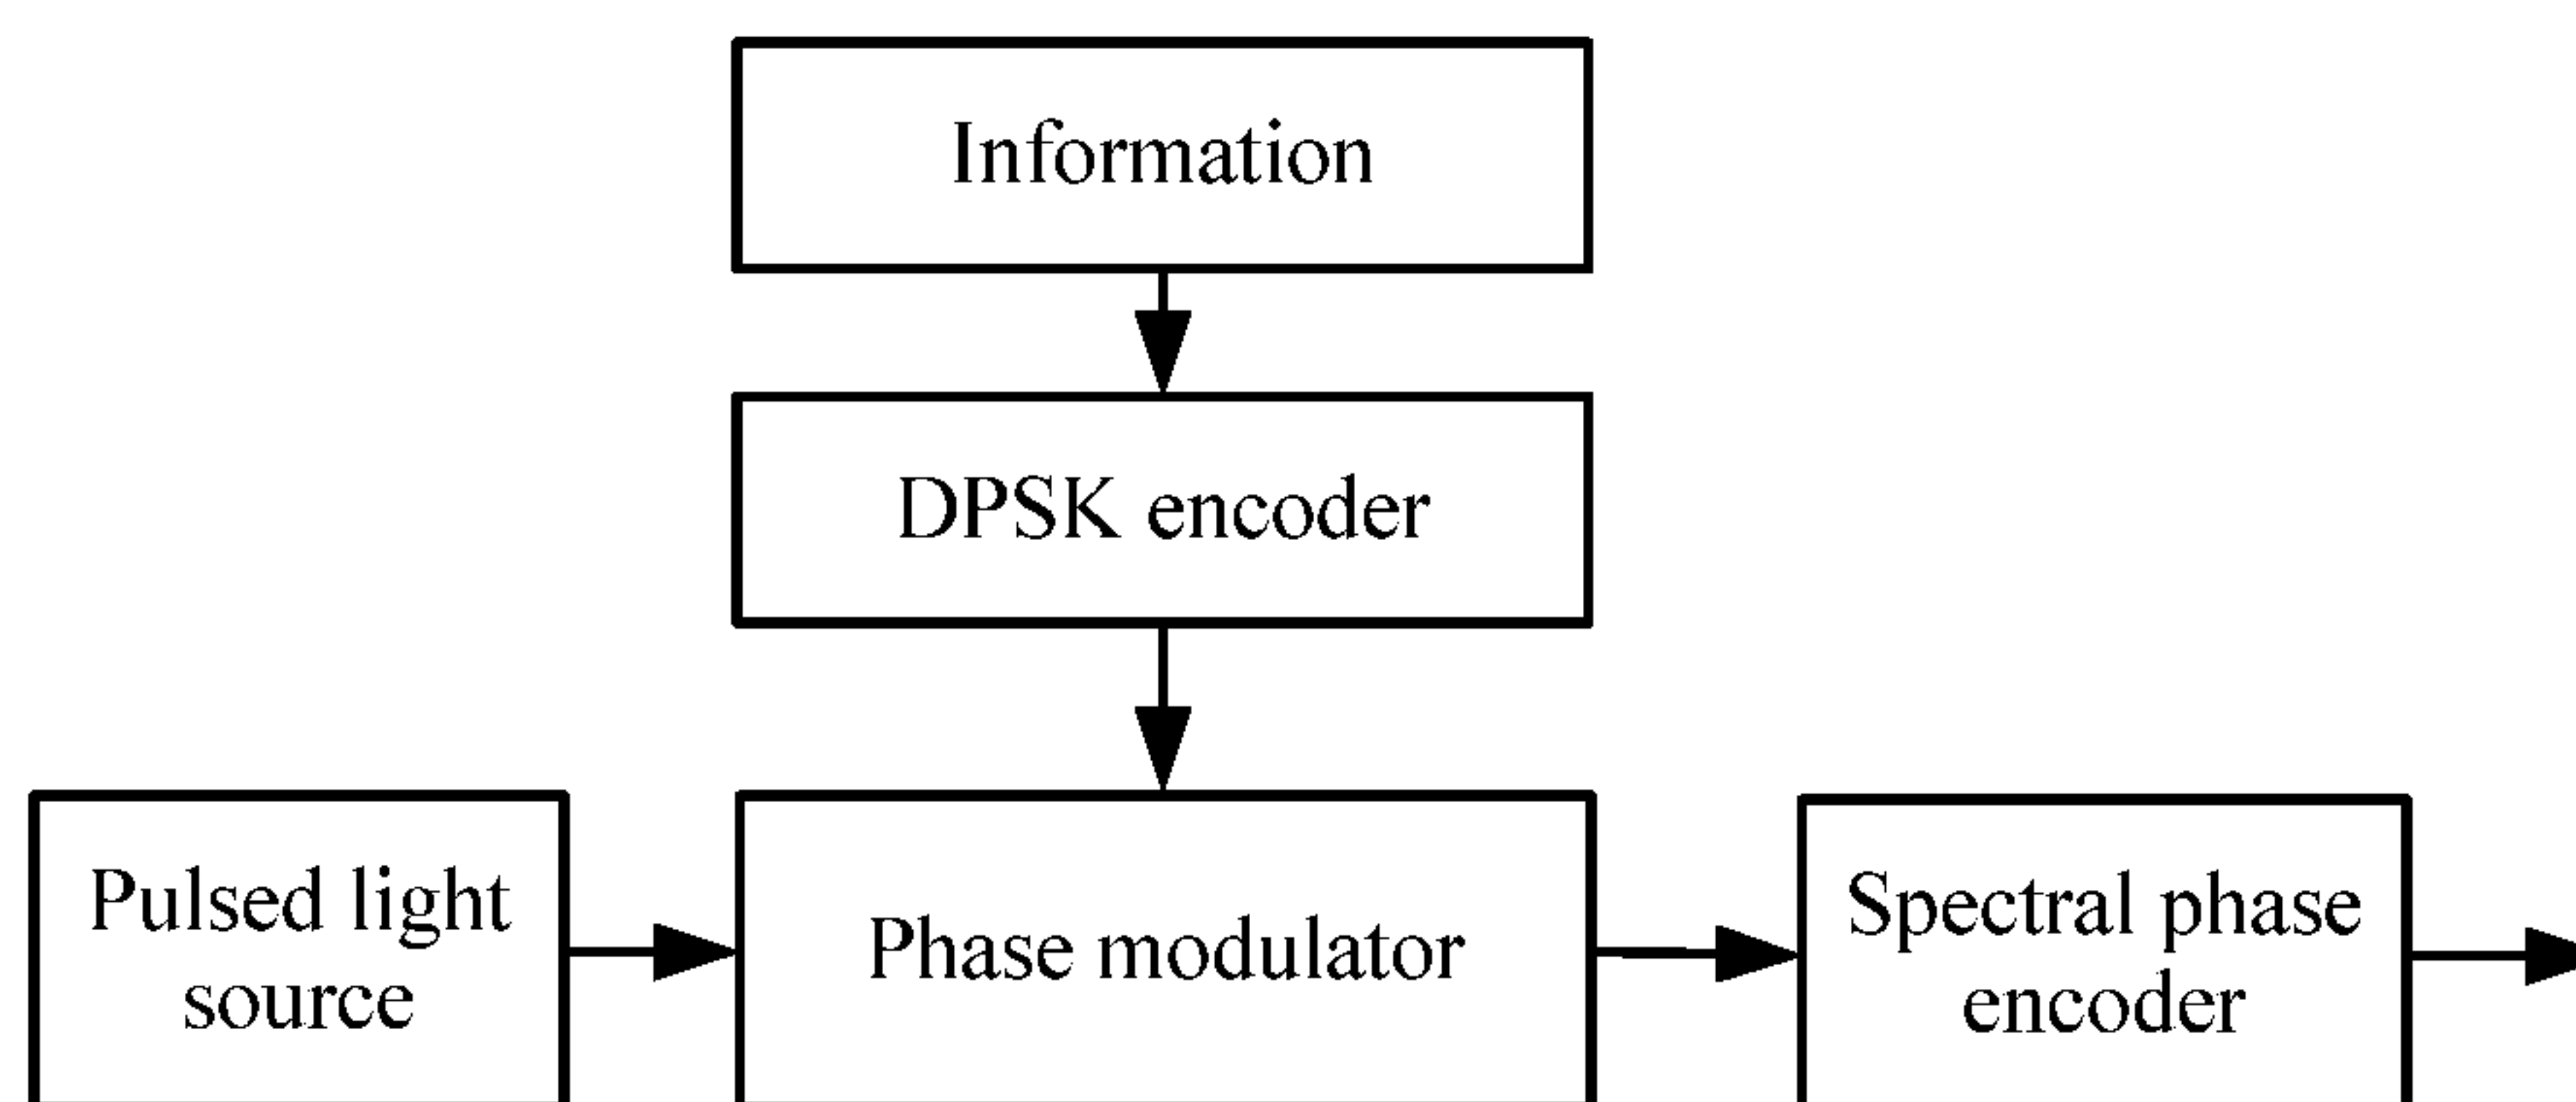 Information
DPSK encoder
Pulsed light
source
Phase modulator
Spectral phase
encoder